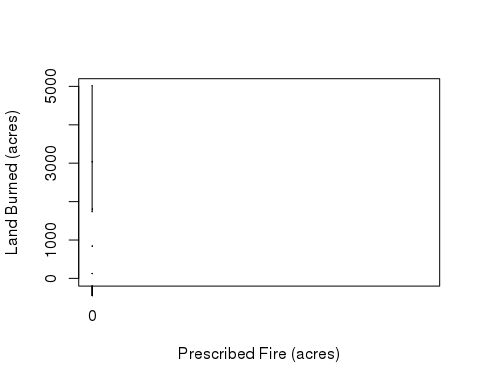 Land Burned (acres)
5000
3000
1000
0
0
Prescribed Fire (acres)